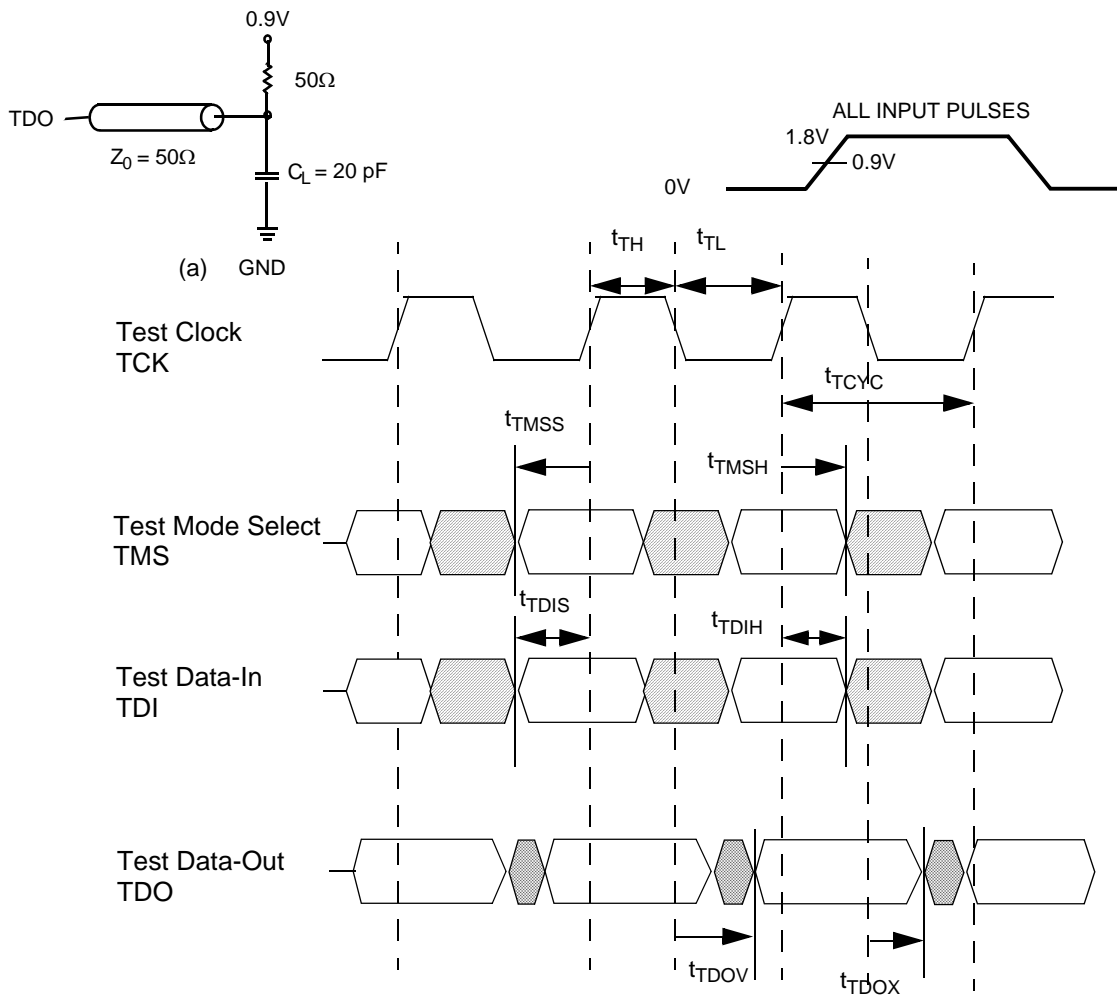 0.9V
50Ω
TDO
Z0 = 50Ω
CL = 20 pF
(a) GND
ALL INPUT PULSES
1.8V
0.9V
0V
tTH
tTL
Test Clock
TCK
tTCYC
tTMSS
tTMSH
Test Mode Select
TMS
tTDIS
tTDIH
Test Data-In
TDI
Test Data-Out
TDO
tTDOV
tTDOX